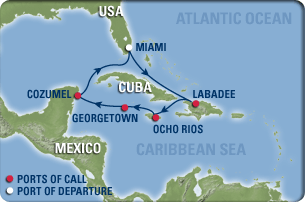 USA
ATLANTIC OCEAN
MIAMI
CUBA
COZUMEL
LABADEE
GEORGETOWN
OCHO RIOS
MEXICO
CARIBBEAN SEA
PORTS OF CALL
PORT OF DEPARTURE